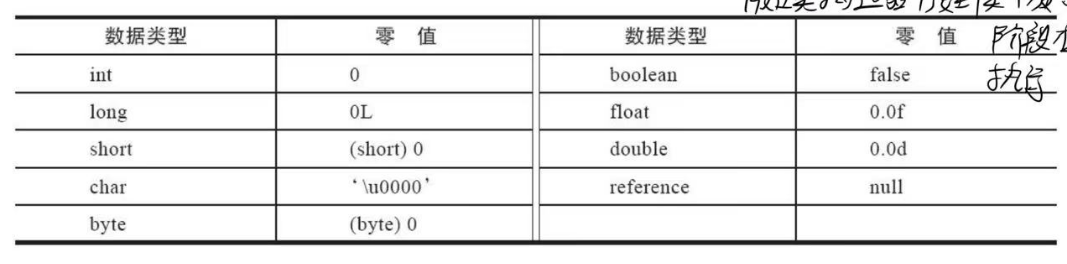 数据类型 零 值 数据类型 零 值
阶段才
int 0 boolean false
执行
long 0L float 0.0f
short (short) 0 double 0.0d
char ‘\u0000’ reference null
byte (byte) 0